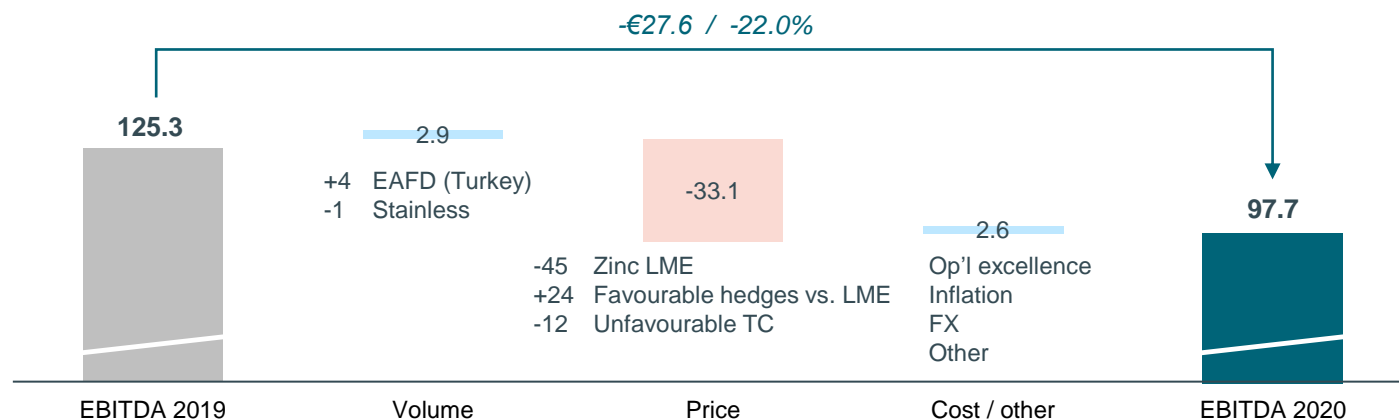 -€27.6 / -22.0%
125.3
2.9
+4 EAFD (Turkey)
-1 Stainless
-33.1
-45 Zinc LME
+24 Favourable hedges vs. LME
-12 Unfavourable TC
2.6
Op'l excellence
Inflation
FX
Other
97.7
EBITDA 2019 Volume Price Cost / other EBITDA 2020